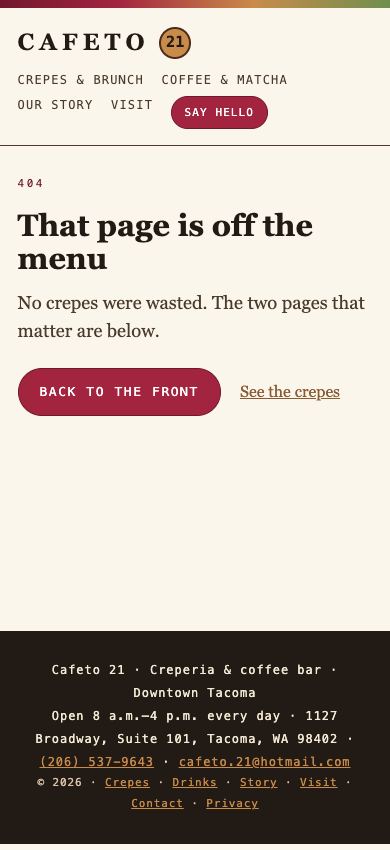 CAFETO 21
CREPES & BRUNCH COFFEE & MATCHA
OUR STORY VISIT SAY HELLO
404
That page is off the
menu
No crepes were wasted. The two pages that
matter are below.
BACK TO THE FRONT See the crepes
Cafeto 21 · Creperia & coffee bar ·
Downtown Tacoma
Open 8 a.m.–4 p.m. every day · 1127
Broadway, Suite 101, Tacoma, WA 98402 ·
(206) 537-9643 · cafeto.21@hotmail.com
© 2026 · Crepes · Drinks · Story · Visit ·
Contact · Privacy